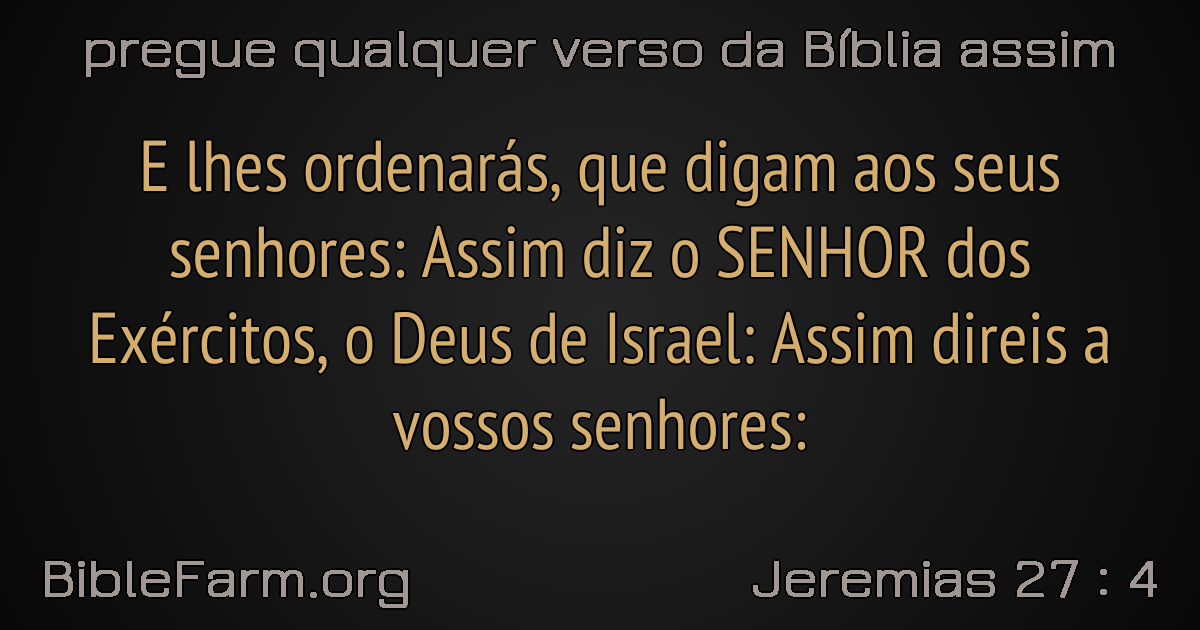 pregue qualquer verso da Bíblia assim
E lhes ordenarás, que digam aos seus
senhores: Assim diz o SENHOR dos
Exércitos, o Deus de Israel: Assim direis a
vossos senhores:
BibleFarm.org
Jeremias 27 : 4